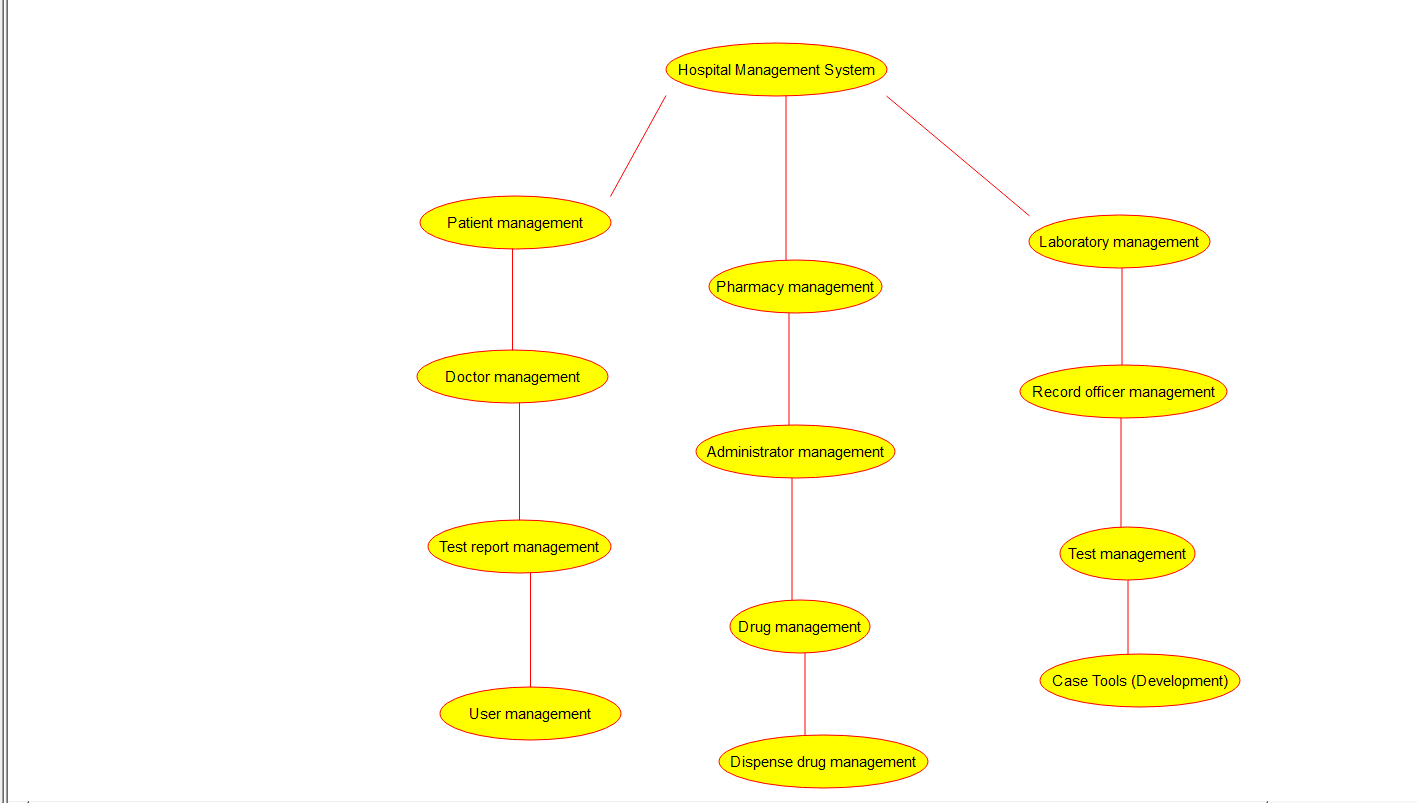 Hospital Management System
Patient management
Laboratory management
Pharmacy management
Doctor management
Record officer management
Administrator management
Test report management
Test management
Drug management
Case Tools (Development)
User management
Dispense drug management